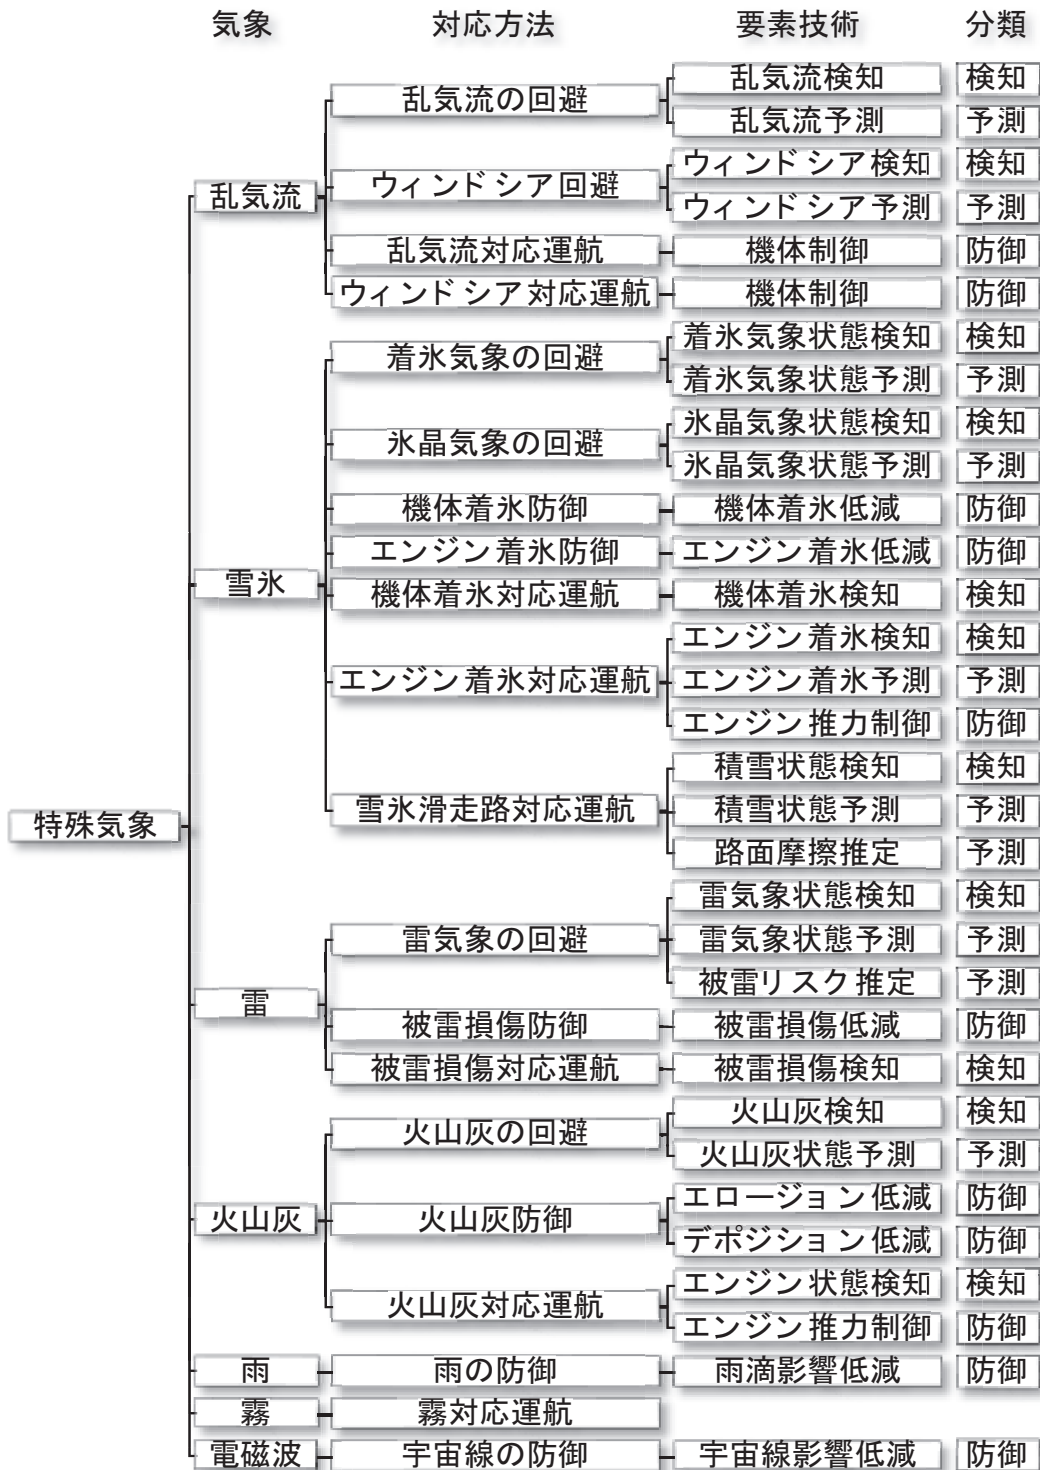 気象 対応方法 要素技術 分類
乱気流検知 検知
乱気流の回避
乱気流予測 予測
ウィンドシア検知 検知
乱気流 ウィンドシア回避
ウィンドシア予測 予測
乱気流対応運航 機体制御 防御
ウィンドシア対応運航 機体制御 防御
着氷気象状態検知 検知
着氷気象の回避
着氷気象状態予測 予測
氷晶気象状態検知 検知
氷晶気象の回避
氷晶気象状態予測 予測
機体着氷防御 機体着氷低減 防御
エンジン着氷防御 エンジン着氷低減 防御
雪氷 機体着氷対応運航 機体着氷検知 検知
エンジン着氷検知 検知
エンジン着氷対応運航 エンジン着氷予測 予測
エンジン推力制御 防御
積雪状態検知 検知
特殊気象 雪氷滑走路対応運航 積雪状態予測 予測
路面摩擦推定 予測
雷気象状態検知 検知
雷気象の回避 雷気象状態予測 予測
被雷リスク推定 予測
雷
被雷損傷防御 被雷損傷低減 防御
被雷損傷対応運航 被雷損傷検知 検知
火山灰検知 検知
火山灰の回避
火山灰状態予測 予測
エロージョン低減 防御
火山灰 火山灰防御
デポジション低減 防御
エンジン状態検知 検知
火山灰対応運航
エンジン推力制御 防御
雨 雨の防御 雨滴影響低減 防御
霧 霧対応運航
電磁波 宇宙線の防御 宇宙線影響低減 防御